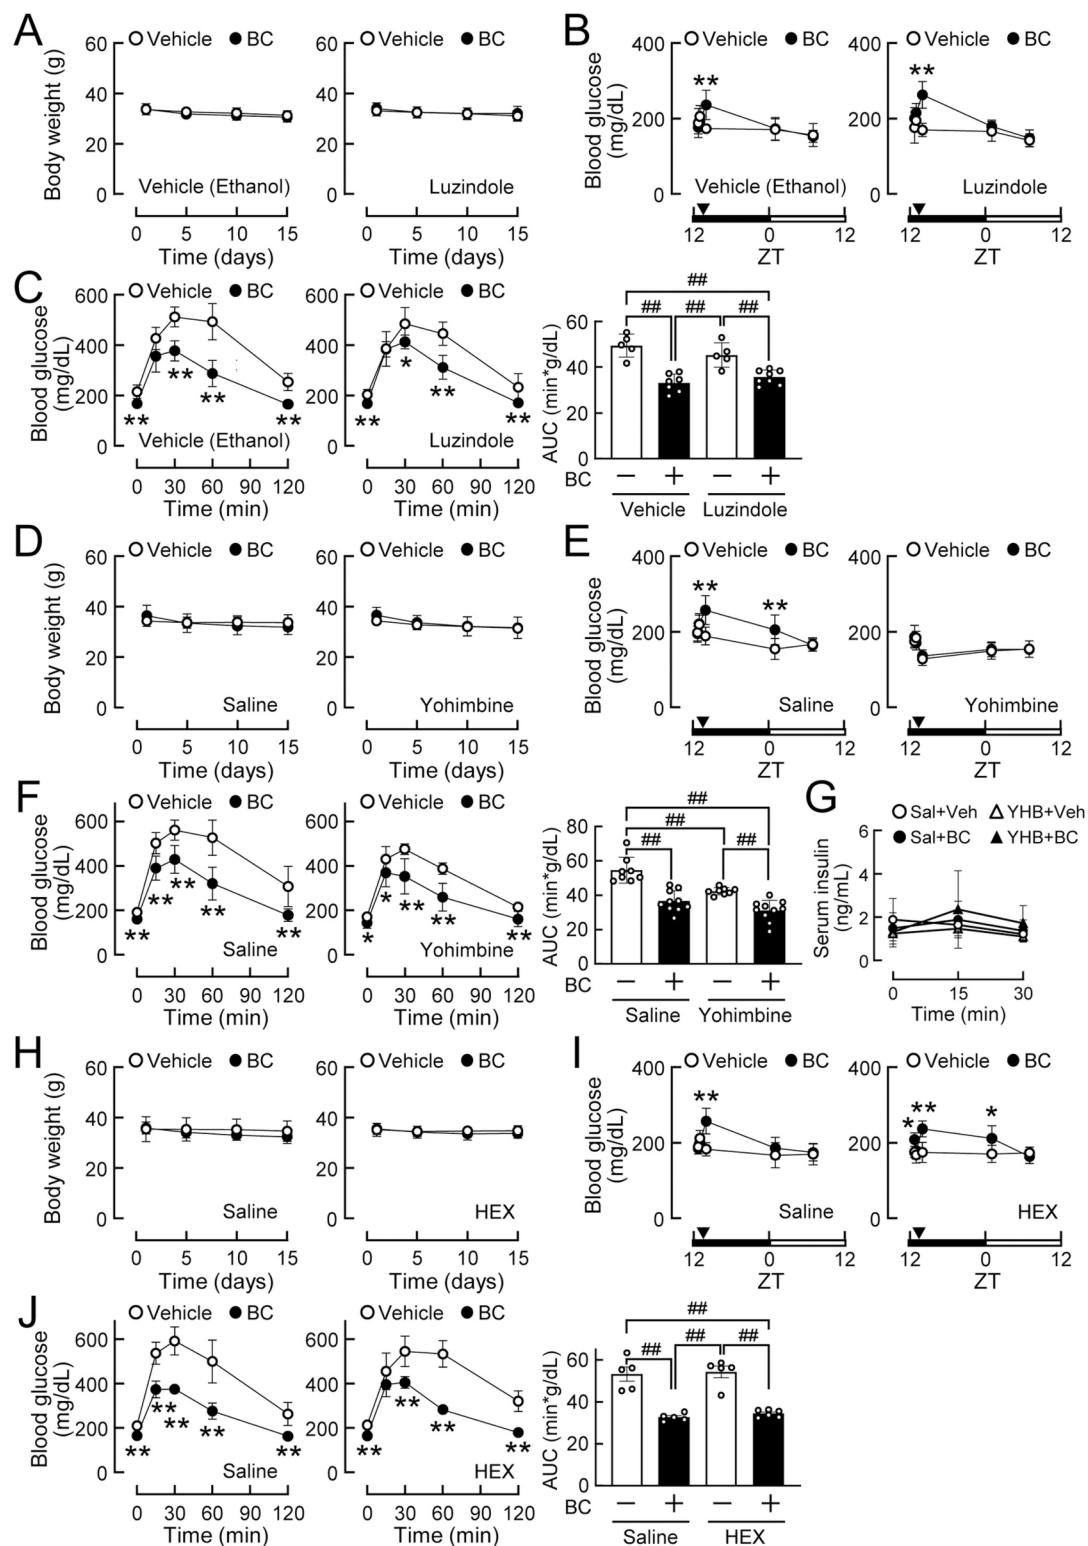 A
Vehicle BC
Body weight (g)
60
40
20
0
Vehicle (Ethanol)
0 5 10 15
Time (days)
Vehicle BC
60
40
20
0
Luzindole
0 5 10 15
Time (days)
B
Vehicle BC
Blood glucose
(mg/dL)
400
200
0
**
Vehicle (Ethanol)
12 0 12
ZT
Vehicle BC
400
200
0
**
Luzindole
12 0 12
ZT
C
Vehicle BC
Blood glucose
(mg/dL)
600
400
200
0
** ** ** **
Vehicle (Ethanol)
0 30 60 90 120
Time (min)
Vehicle BC
600
400
200
0
** * ** **
Luzindole
0 30 60 90 120
Time (min)
##
## ## ##
AUC (min*g/dL)
60
40
20
0
BC − + − +
Vehicle Luzindole
D
Vehicle BC
Body weight (g)
60
40
20
0
Saline
0 5 10 15
Time (days)
Vehicle BC
60
40
20
0
Yohimbine
0 5 10 15
Time (days)
E
Vehicle BC
Blood glucose
(mg/dL)
400
200
0
** **
Saline
12 0 12
ZT
Vehicle BC
400
200
0
Yohimbine
12 0 12
ZT
F
Vehicle BC
Blood glucose
(mg/dL)
600
400
200
0
** ** ** ** **
Saline
0 30 60 90 120
Time (min)
Vehicle BC
600
400
200
0
* * ** ** **
Yohimbine
0 30 60 90 120
Time (min)
##
##
## ##
AUC (min*g/dL)
80
60
40
20
0
BC − + − +
Saline Yohimbine
G
Sal+Veh YHB+Veh
Sal+BC YHB+BC
Serum insulin
(ng/mL)
6
4
2
0
0 15 30
Time (min)
H
Vehicle BC
Body weight (g)
60
40
20
0
Saline
0 5 10 15
Time (days)
Vehicle BC
60
40
20
0
HEX
0 5 10 15
Time (days)
I
Vehicle BC
Blood glucose
(mg/dL)
400
200
0
**
Saline
12 0 12
ZT
Vehicle BC
400
200
0
* ** *
HEX
12 0 12
ZT
J
Vehicle BC
Blood glucose
(mg/dL)
600
400
200
0
** ** ** ** **
Saline
0 30 60 90 120
Time (min)
Vehicle BC
600
400
200
0
** ** ** **
HEX
0 30 60 90 120
Time (min)
##
## ## ##
AUC (min*g/dL)
60
40
20
0
BC − + − +
Saline HEX